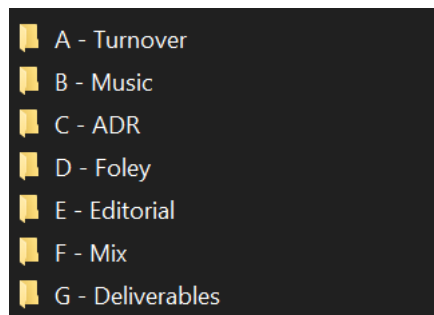 A - Turnover
B - Music
C - ADR
D - Foley
E - Editorial
F - Mix
G - Deliverables